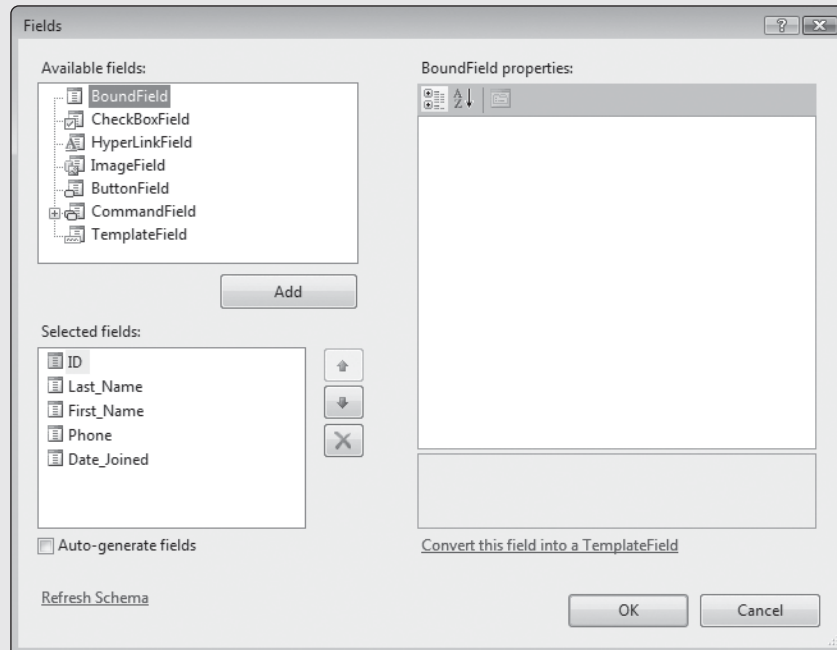 Fields
Available fields:
BoundField
CheckBoxField
HyperLinkField
ImageField
ButtonField
CommandField
TemplateField
Add
Selected fields:
ID
Last_Name
First_Name
Phone
Date_Joined
Auto-generate fields
Refresh Schema
BoundField properties:
A
Z
Convert this field into a TemplateField
OK
Cancel